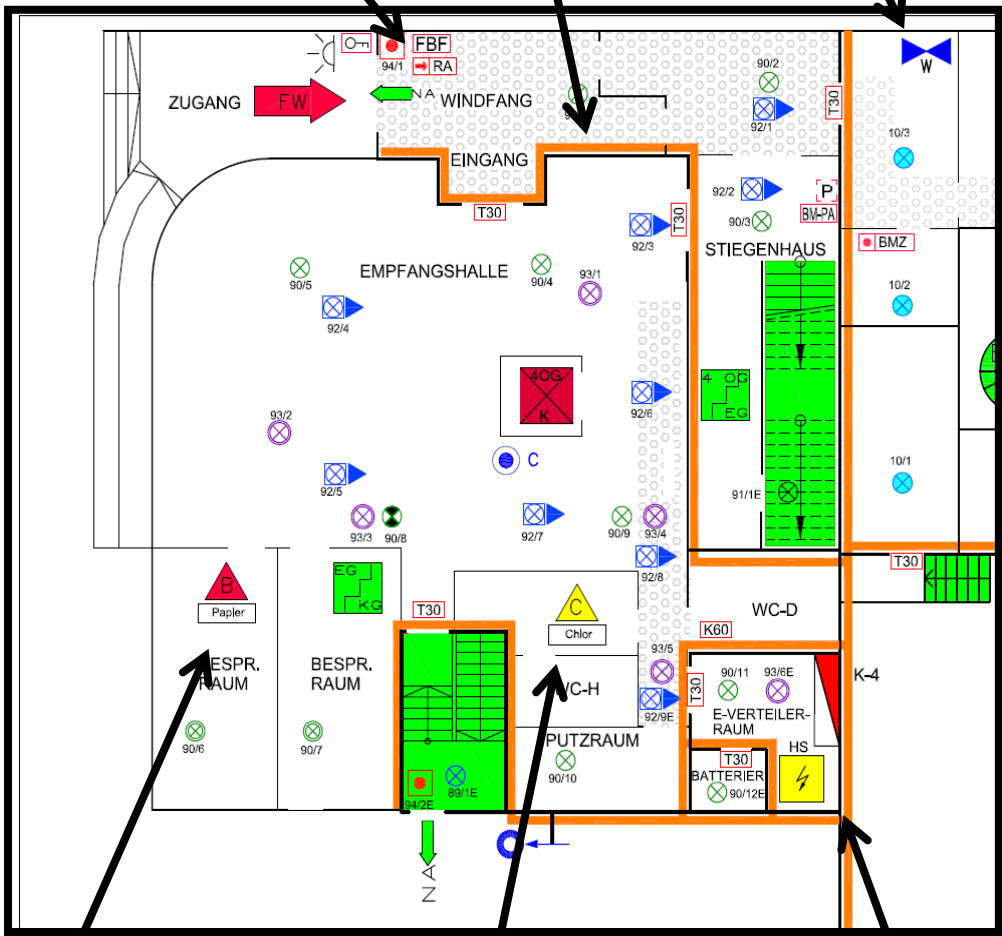 FBF
94/1
RA
ZUGANG
FW
NA
WINDFANG
90/2
92/1
T30
W
10/3
EINGANG
T30
92/2
P
BM-PA
90/3
T30
92/3
STIEGENHAUS
BMZ
EMPFANGSHALLE
90/5
90/4
93/1
10/2
92/4
4OG
K
92/6
4 OG
EG
93/2
C
10/1
92/5
91/1E
93/3
90/8
92/7
90/9
93/4
92/8
T30
B
Papier
EG
KG
T30
C
Chlor
WC-D
K60
93/5
BESPR.
RAUM
BESPR.
RAUM
WC-H
T30
90/11
93/6E
K-4
92/9E
E-VERTEILER-
RAUM
90/6
90/7
PUTZRAUM
90/10
HS
T30
BATTERIER
90/12E
94/2E
89/1E
NA